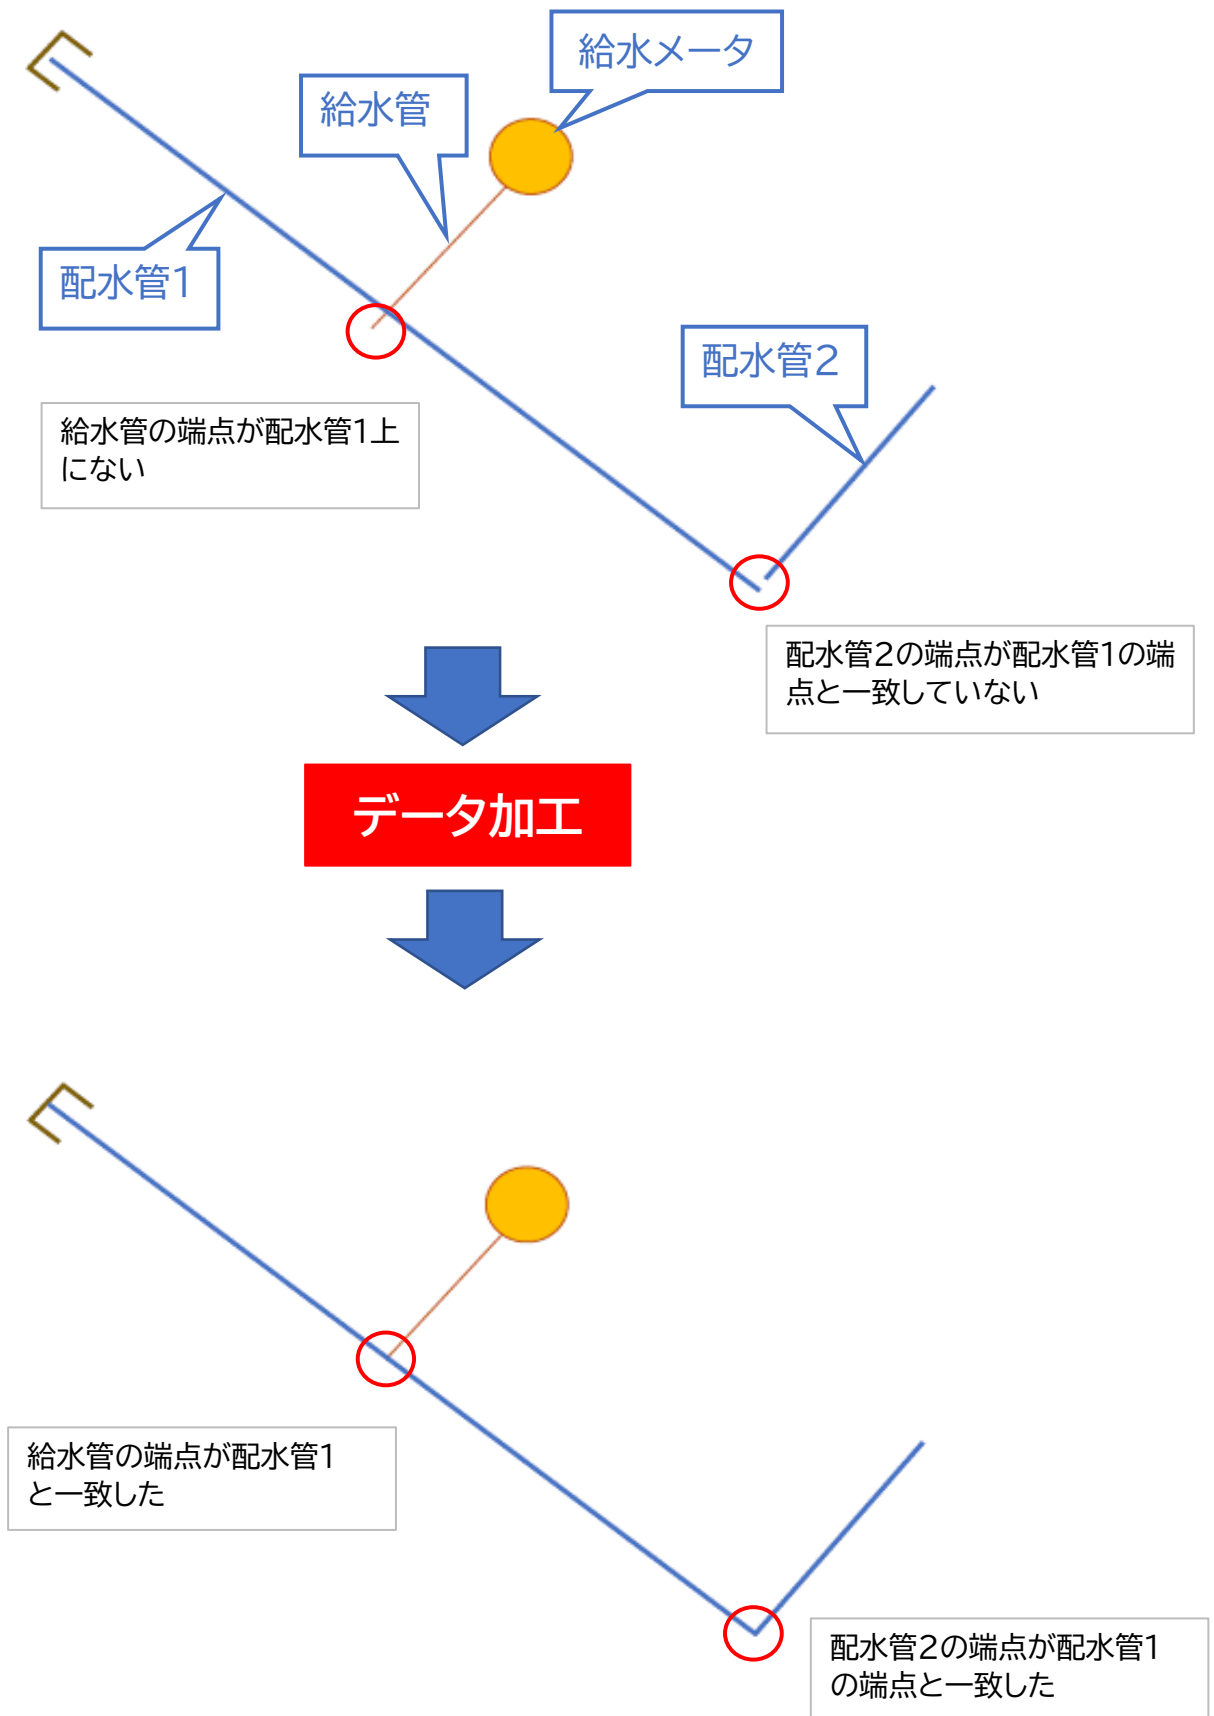 給水メータ
給水管
配水管1
配水管2
給水管の端点が配水管1上
にない
配水管2の端点が配水管1の端
点と一致していない
データ加工
給水管の端点が配水管1
と一致した
配水管2の端点が配水管1
の端点と一致した